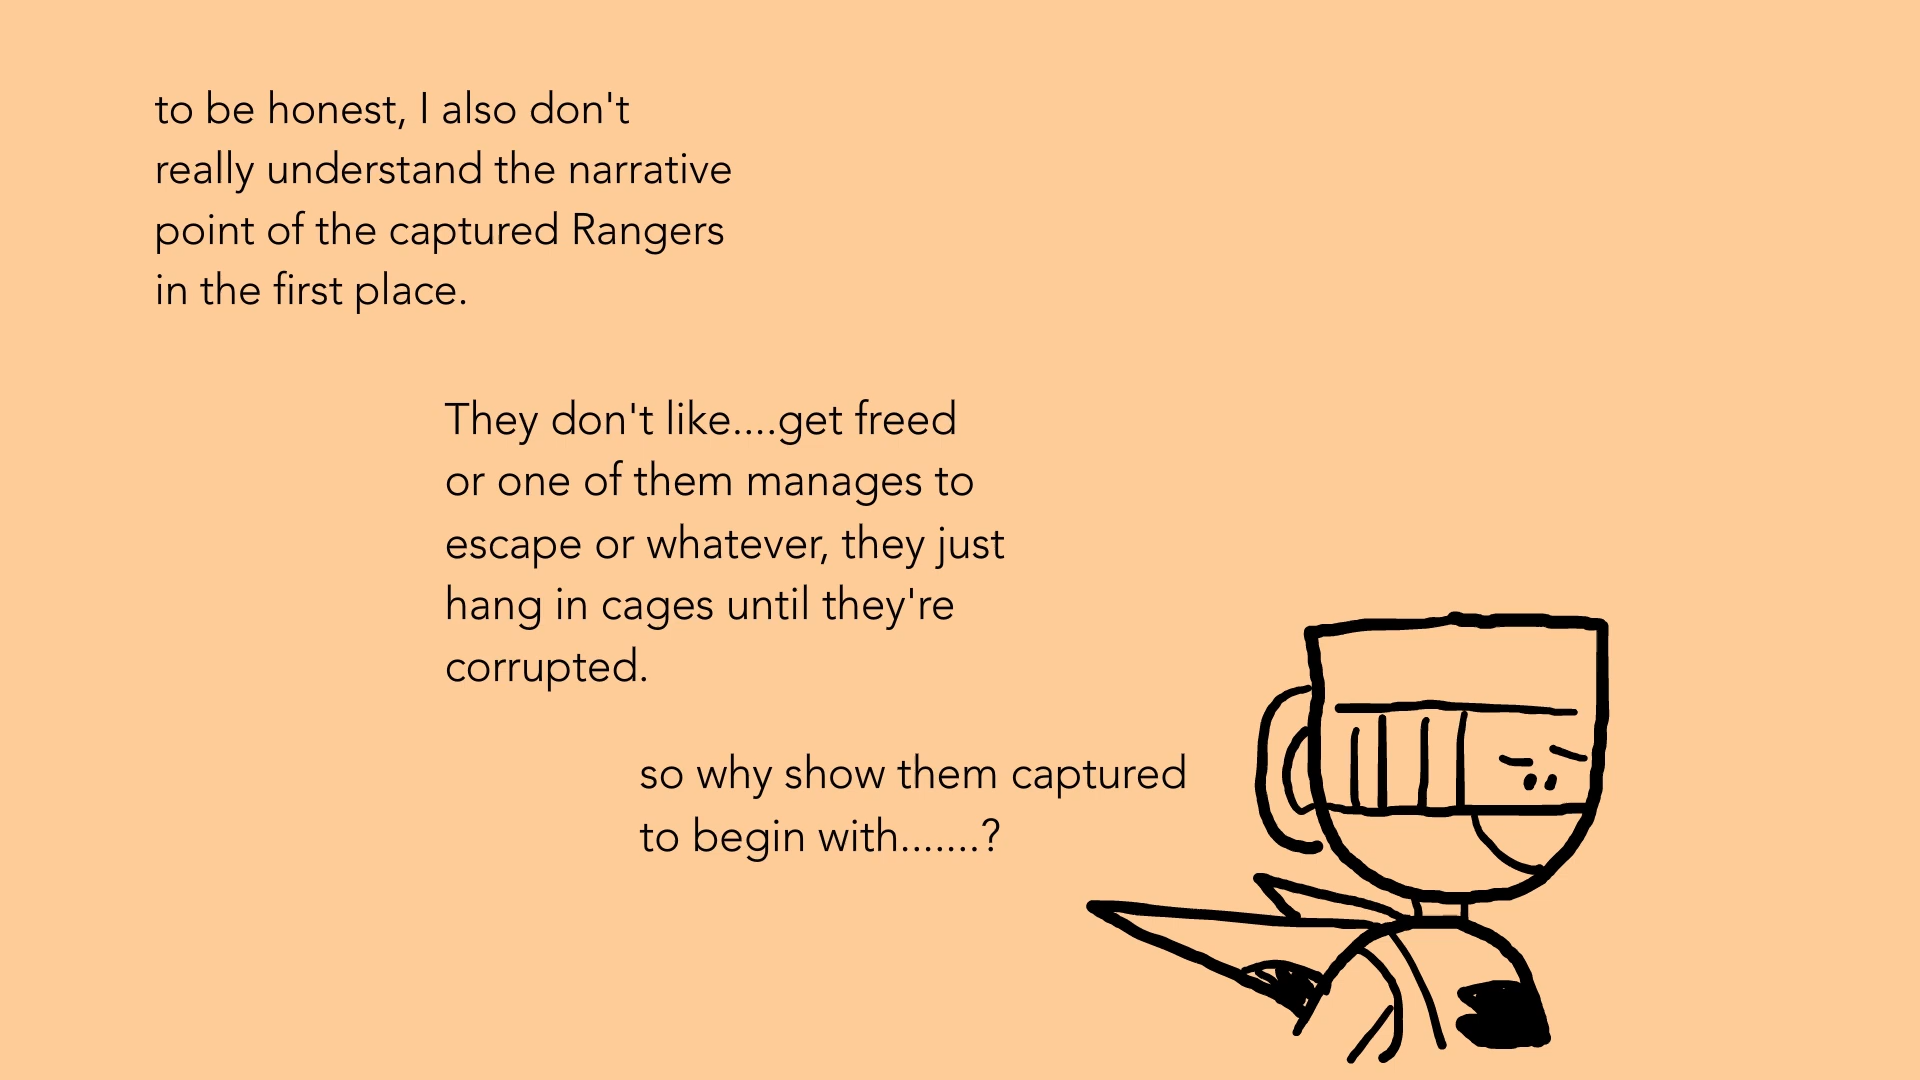 to be honest, I also don't
really understand the narrative
point of the captured Rangers
in the first place.
They don't like....get freed
or one of them manages to
escape or whatever, they just
hang in cages until they're
corrupted.
so why show them captured
to begin with.......?